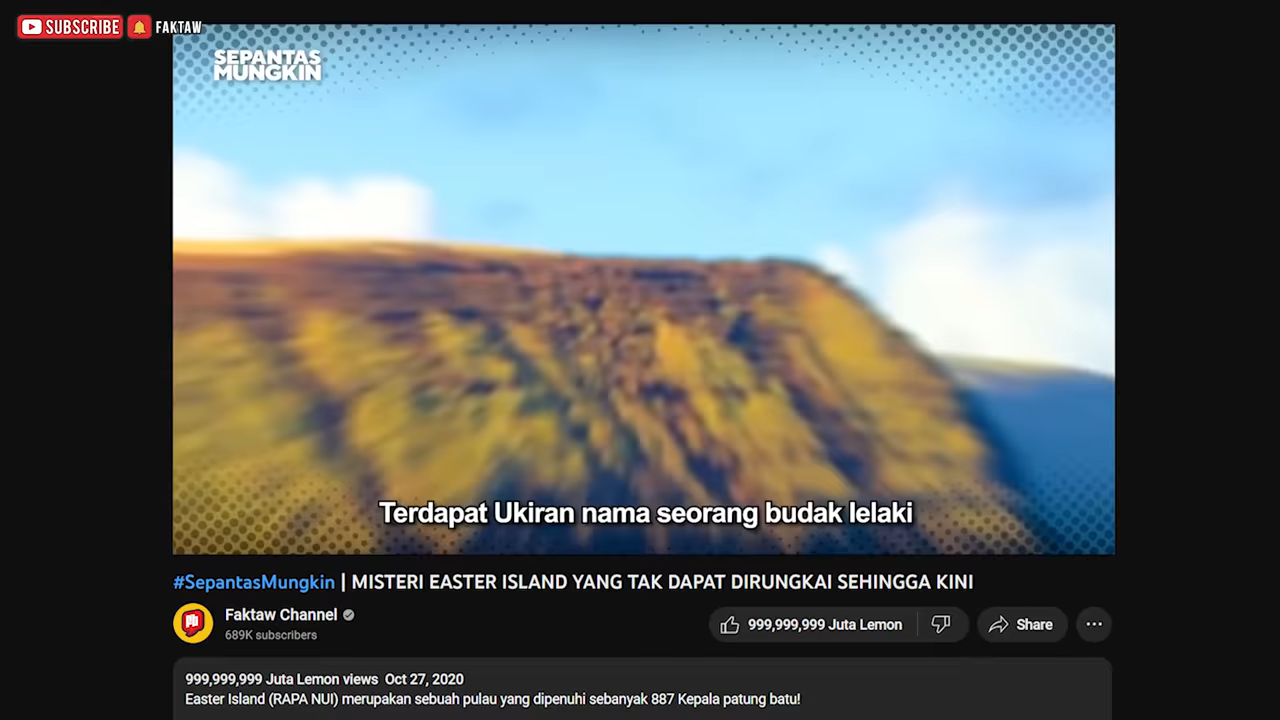 SUBSCRIBE FAKTAW
SEPANTAS
MUNGKIN
Terdapat Ukiran nama seorang budak lelaki
#SepantasMungkin | MISTERI EASTER ISLAND YANG TAK DAPAT DIRUNGKAI SEHINGGA KINI
Faktaw Channel
689K subscribers
999,999,999 Juta Lemon
Share
999,999,999 Juta Lemon views Oct 27, 2020
Easter Island (RAPA NUI) merupakan sebuah pulau yang dipenuhi sebanyak 887 Kepala patung batu!